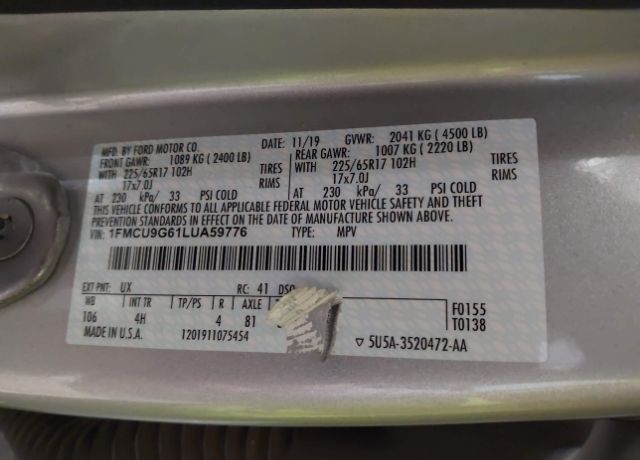 MFD. BY FORD MOTOR CO. 11/19 GVWR: 2041 KG ( 4500 LB)
FRONT GAWR: 1089 KG ( 2400 LB) REAR GAWR: 1007 KG ( 2220 LB)
WITH 225/65R17 102H TIRES WITH 225/65R17 102H TIRES
17x7.0J RIMS 17x7.0J RIMS
AT 230 kPa/ 33 PSI COLD AT 230 kPa/ 33 PSI COLD
THIS VEHICLE CONFORMS TO ALL APPLICABLE FEDERAL MOTOR VEHICLE SAFETY AND THEFT
PREVENTION STANDARDS IN EFFECT ON THE DATE OF MANUFACTURE SHOWN ABOVE.
VIN: 1FMCU9G61LUA59776 TYPE: MPV
EXT PNT: UX RC: 41 DSO
WB INT TR TP/PS R AXLE
106 4H 4 81
F0155
T0138
MADE IN U.S.A. 1201911075454
▽ 5U5A-3520472-AA